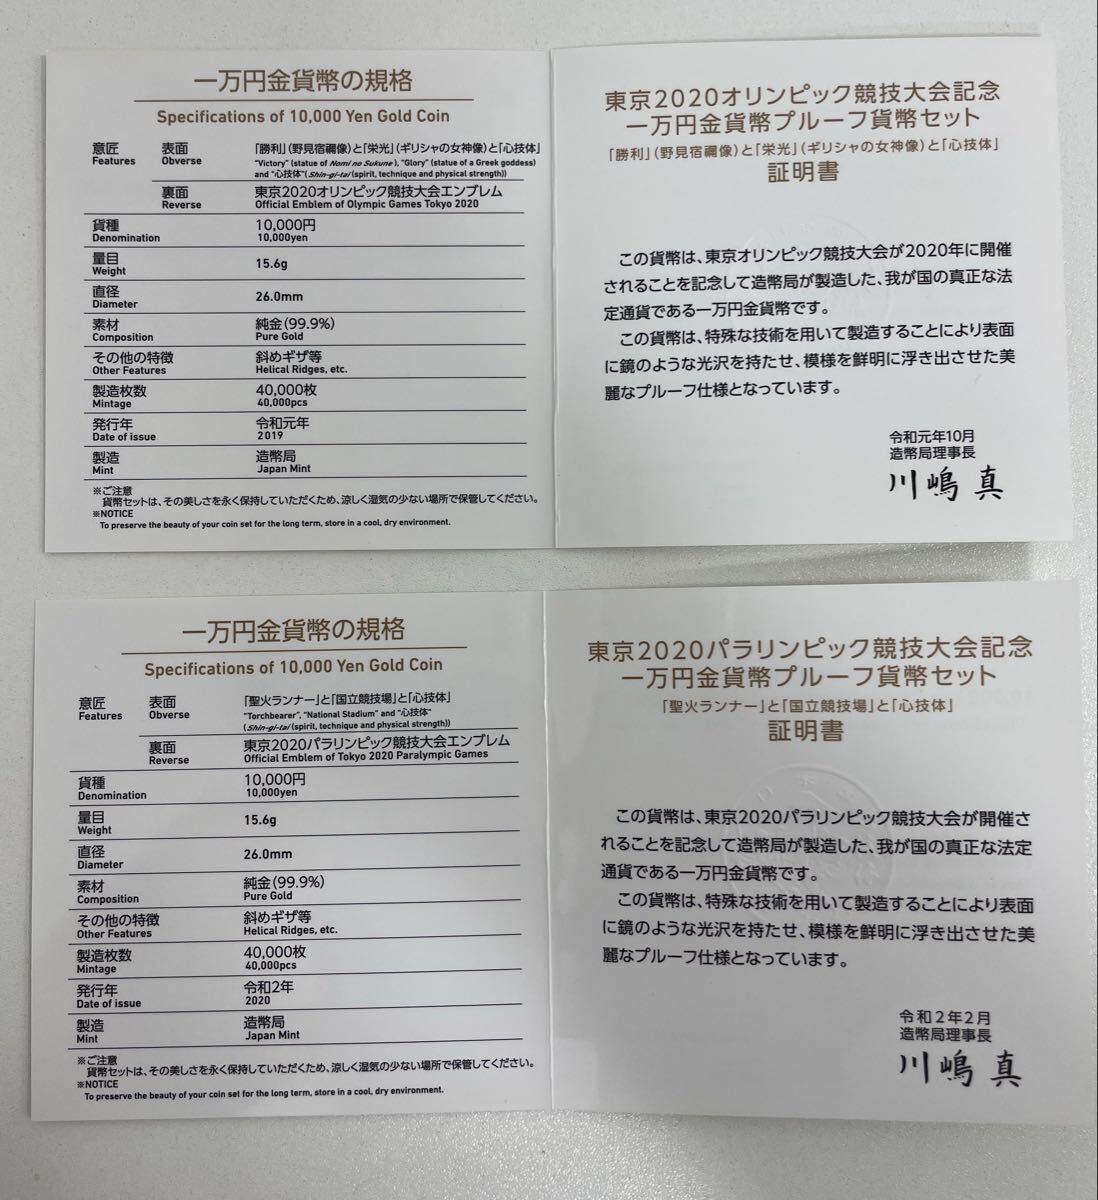 一万円金貨幣の規格
Specifications of 10,000 Yen Gold Coin
意匠 表面 「勝利」(野見宿禰像)と「栄光」(ギリシャの女神像)と「心技体」
Features Obverse "Victory" (statue of Nomi no Sukune), "Glory" (statue of a Greek goddess)
and "心技体" (Shin-gi-tai (spirit, technique and physical strength))
裏面 東京2020オリンピック競技大会エンブレム
Reverse Official Emblem of Olympic Games Tokyo 2020
貨種 10,000円
Denomination 10,000yen
量目
Weight 15.6g
直径
Diameter 26.0mm
素材 純金(99.9%)
Composition Pure Gold
その他の特徴 斜めギザ等
Other Features Helical Ridges, etc.
製造枚数 40,000枚
Mintage 40,000pcs
発行年 令和元年
Date of issue 2019
製造 造幣局
Mint Japan Mint
※ご注意
貨幣セットは、その美しさを永く保持していただくため、涼しく湿気の少ない場所で保管してください。
※NOTICE
To preserve the beauty of your coin set for the long term, store in a cool, dry environment.
東京2020オリンピック競技大会記念
一万円金貨幣プルーフ貨幣セット
「勝利」(野見宿禰像)と「栄光」(ギリシャの女神像)と「心技体」
証明書
この貨幣は、東京オリンピック競技大会が2020年に開催
されることを記念して造幣局が製造した、我が国の真正な法
定通貨である一万円金貨幣です。
この貨幣は、特殊な技術を用いて製造することにより表面
に鏡のような光沢を持たせ、模様を鮮明に浮き出させた美
麗なプルーフ仕様となっています。
令和元年10月
造幣局理事長
川嶋 真
一万円金貨幣の規格
Specifications of 10,000 Yen Gold Coin
意匠 表面 「聖火ランナー」と「国立競技場」と「心技体」
Features Obverse "Torchbearer", "National Stadium" and "心技体"
(Shin-gi-tai (spirit, technique and physical strength))
裏面 東京2020パラリンピック競技大会エンブレム
Reverse Official Emblem of Tokyo 2020 Paralympic Games
貨種 10,000円
Denomination 10,000yen
量目
Weight 15.6g
直径
Diameter 26.0mm
素材 純金(99.9%)
Composition Pure Gold
その他の特徴 斜めギザ等
Other Features Helical Ridges, etc.
製造枚数 40,000枚
Mintage 40,000pcs
発行年 令和2年
Date of issue 2020
製造 造幣局
Mint Japan Mint
※ご注意
貨幣セットは、その美しさを永く保持していただくため、涼しく湿気の少ない場所で保管してください。
※NOTICE
To preserve the beauty of your coin set for the long term, store in a cool, dry environment.
東京2020パラリンピック競技大会記念
一万円金貨幣プルーフ貨幣セット
「聖火ランナー」と「国立競技場」と「心技体」
証明書
この貨幣は、東京2020パラリンピック競技大会が開催さ
れることを記念して造幣局が製造した、我が国の真正な法定
通貨である一万円金貨幣です。
この貨幣は、特殊な技術を用いて製造することにより表面
に鏡のような光沢を持たせ、模様を鮮明に浮き出させた美
麗なプルーフ仕様となっています。
令和2年2月
造幣局理事長
川嶋 真